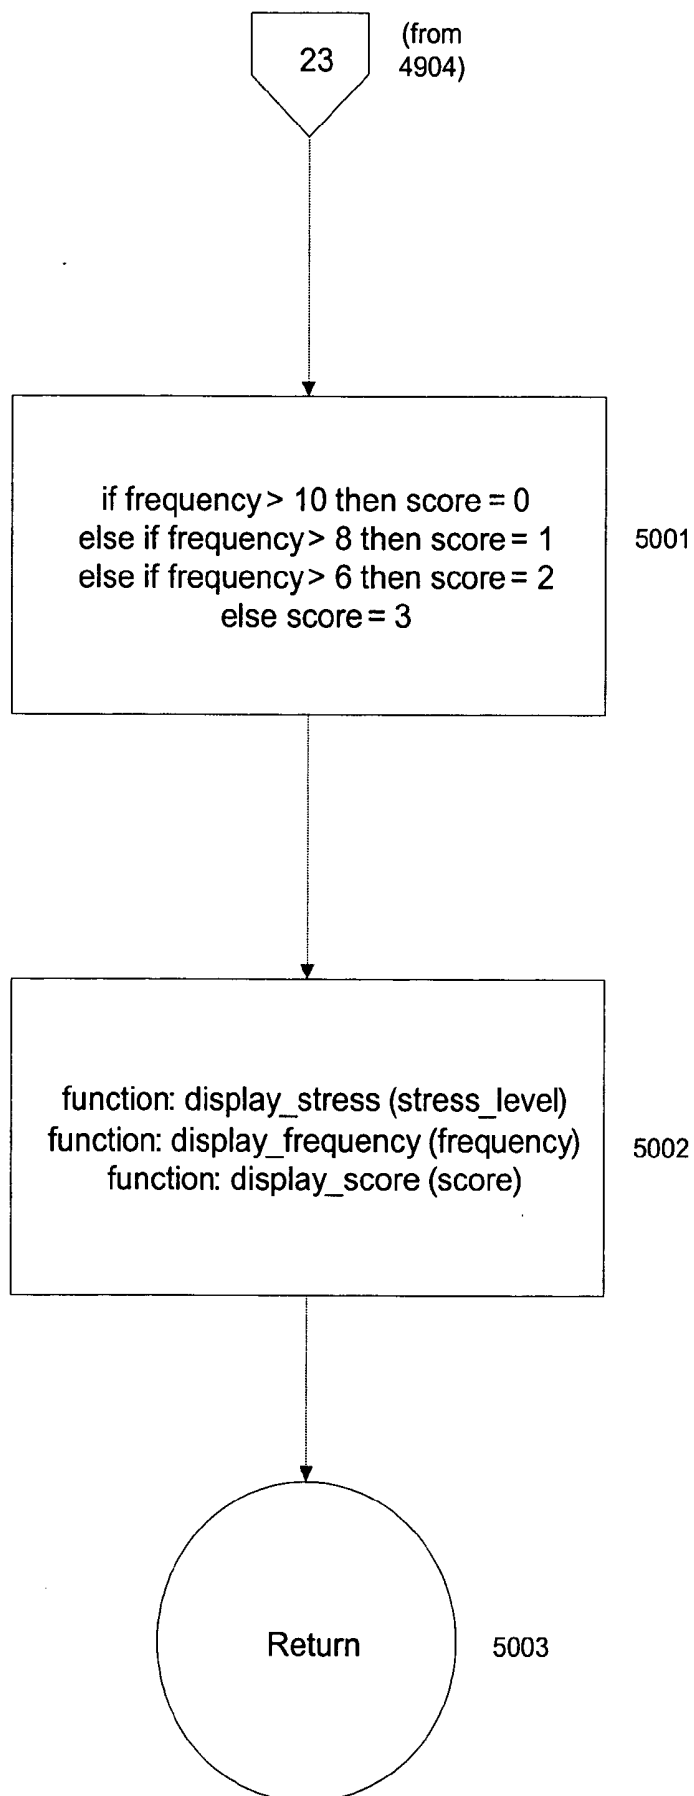 23
(from
4904)
if frequency > 10 then score = 0
else if frequency > 8 then score = 1
else if frequency > 6 then score = 2
else score = 3
5001
function: display_stress (stress_level)
function: display_frequency (frequency)
function: display_score (score)
5002
Return
5003